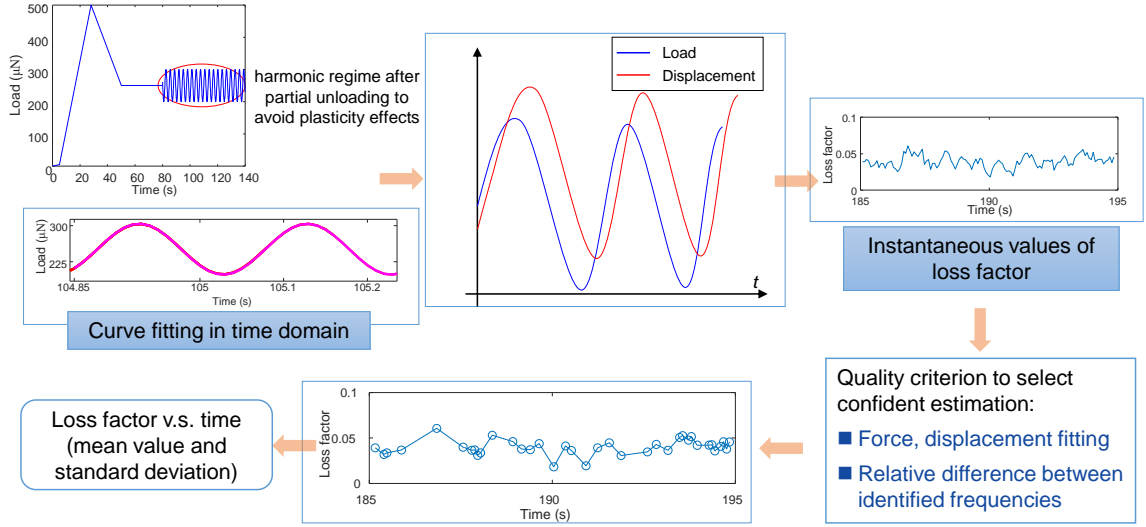 500
400
300
200
100
0
Load (μN)
0 20 40 60 80 100 120 140
Time (s)
harmonic regime after
partial unloading to
avoid plasticity effects
Load (μN)
300
225
104.85 105 105.1 105.2
Time (s)
Curve fitting in time domain
Load
Displacement
t
0.1
0.05
0
Loss factor
185 190 195
Time (s)
Instantaneous values of
loss factor
Quality criterion to select
confident estimation:
Force, displacement fitting
Relative difference between
identified frequencies
0.1
0.05
0
Loss factor
185 190 195
Time (s)
Loss factor v.s. time
(mean value and
standard deviation)